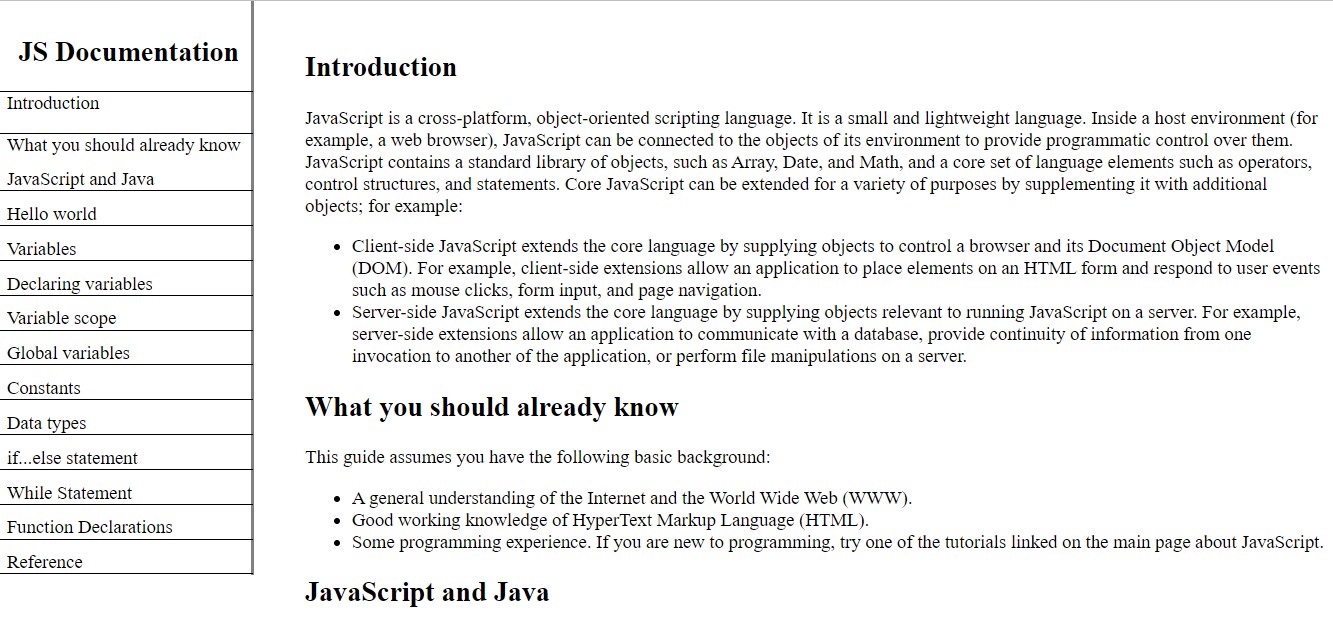 JS Documentation
Introduction
What you should already know
JavaScript and Java
Hello world
Variables
Declaring variables
Variable scope
Global variables
Constants
Data types
if...else statement
While Statement
Function Declarations
Reference
Introduction
JavaScript is a cross-platform, object-oriented scripting language. It is a small and lightweight language. Inside a host environment (for
example, a web browser), JavaScript can be connected to the objects of its environment to provide programmatic control over them.
JavaScript contains a standard library of objects, such as Array, Date, and Math, and a core set of language elements such as operators,
control structures, and statements. Core JavaScript can be extended for a variety of purposes by supplementing it with additional
objects; for example:
• Client-side JavaScript extends the core language by supplying objects to control a browser and its Document Object Model
(DOM). For example, client-side extensions allow an application to place elements on an HTML form and respond to user events
such as mouse clicks, form input, and page navigation.
• Server-side JavaScript extends the core language by supplying objects relevant to running JavaScript on a server. For example,
server-side extensions allow an application to communicate with a database, provide continuity of information from one
invocation to another of the application, or perform file manipulations on a server.
What you should already know
This guide assumes you have the following basic background:
• A general understanding of the Internet and the World Wide Web (WWW).
• Good working knowledge of HyperText Markup Language (HTML).
• Some programming experience. If you are new to programming, try one of the tutorials linked on the main page about JavaScript.
JavaScript and Java